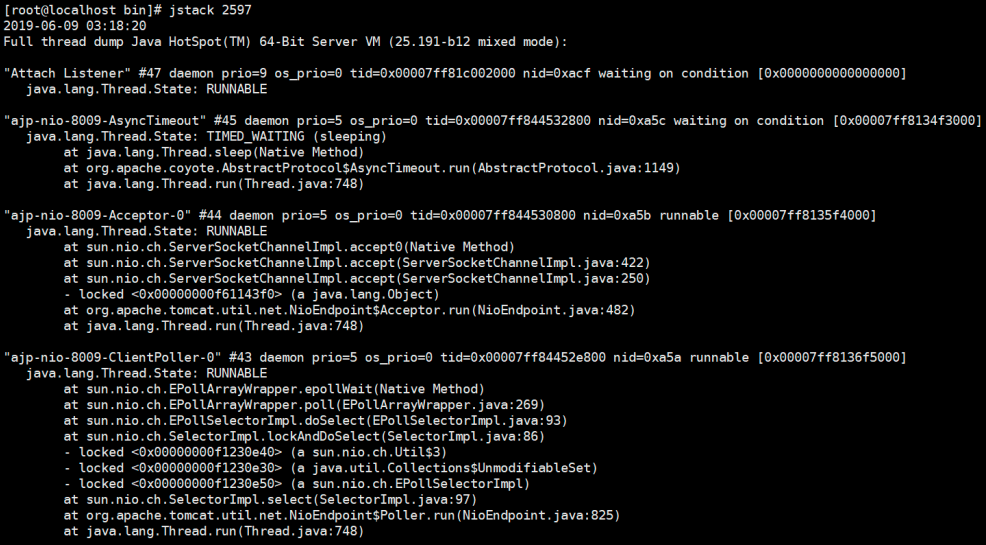 [root@localhost bin]# jstack 2597
2019-06-09 03:18:20
Full thread dump Java HotSpot(TM) 64-Bit Server VM (25.191-b12 mixed mode):
"Attach Listener" #47 daemon prio=9 os_prio=0 tid=0x00007ff81c002000 nid=0xacf waiting on condition [0x0000000000000000]
java.lang.Thread.State: RUNNABLE
"ajp-nio-8009-AsyncTimeout" #45 daemon prio=5 os_prio=0 tid=0x00007ff844532800 nid=0xa5c waiting on condition [0x00007ff8134f3000]
java.lang.Thread.State: TIMED_WAITING (sleeping)
at java.lang.Thread.sleep(Native Method)
at org.apache.coyote.AbstractProtocol$AsyncTimeout.run(AbstractProtocol.java:1149)
at java.lang.Thread.run(Thread.java:748)
"ajp-nio-8009-Acceptor-0" #44 daemon prio=5 os_prio=0 tid=0x00007ff844530800 nid=0xa5b runnable [0x00007ff8135f4000]
java.lang.Thread.State: RUNNABLE
at sun.nio.ch.ServerSocketChannelImpl.accept0(Native Method)
at sun.nio.ch.ServerSocketChannelImpl.accept(ServerSocketChannelImpl.java:422)
at sun.nio.ch.ServerSocketChannelImpl.accept(ServerSocketChannelImpl.java:250)
- locked <0x00000000f61143f0> (a java.lang.Object)
at org.apache.tomcat.util.net.NioEndpoint$Acceptor.run(NioEndpoint.java:482)
at java.lang.Thread.run(Thread.java:748)
"ajp-nio-8009-ClientPoller-0" #43 daemon prio=5 os_prio=0 tid=0x00007ff84452e800 nid=0xa5a runnable [0x00007ff8136f5000]
java.lang.Thread.State: RUNNABLE
at sun.nio.ch.EPollArrayWrapper.epollWait(Native Method)
at sun.nio.ch.EPollArrayWrapper.poll(EPollArrayWrapper.java:269)
at sun.nio.ch.EPollSelectorImpl.doSelect(EPollSelectorImpl.java:93)
at sun.nio.ch.SelectorImpl.lockAndDoSelect(SelectorImpl.java:86)
- locked <0x00000000f1230e40> (a sun.nio.ch.Util$3)
- locked <0x00000000f1230e30> (a java.util.Collections$UnmodifiableSet)
- locked <0x00000000f1230e50> (a sun.nio.ch.EPollSelectorImpl)
at sun.nio.ch.SelectorImpl.select(SelectorImpl.java:97)
at org.apache.tomcat.util.net.NioEndpoint$Poller.run(NioEndpoint.java:825)
at java.lang.Thread.run(Thread.java:748)